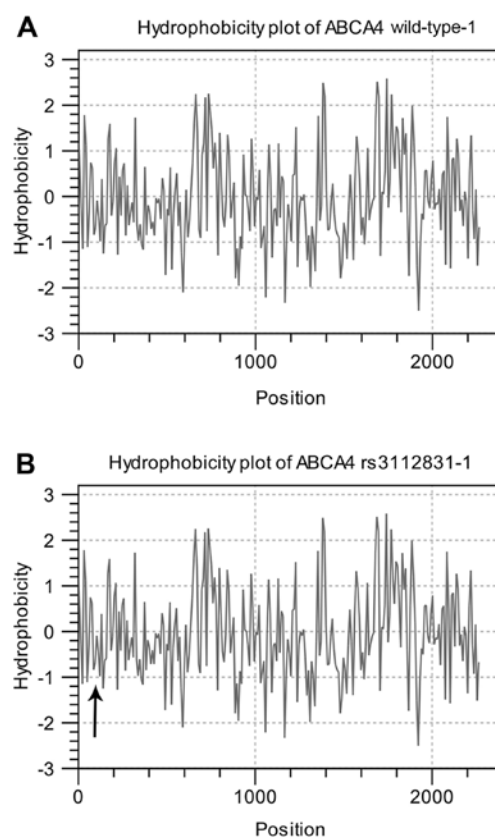 A
Hydrophobicity plot of ABCA4 wild-type-1
3
2
1
0
-1
-2
-3
Hydrophobicity
0
1000
2000
Position
B
Hydrophobicity plot of ABCA4 rs3112831-1
3
2
1
0
-1
-2
-3
Hydrophobicity
0
1000
2000
Position